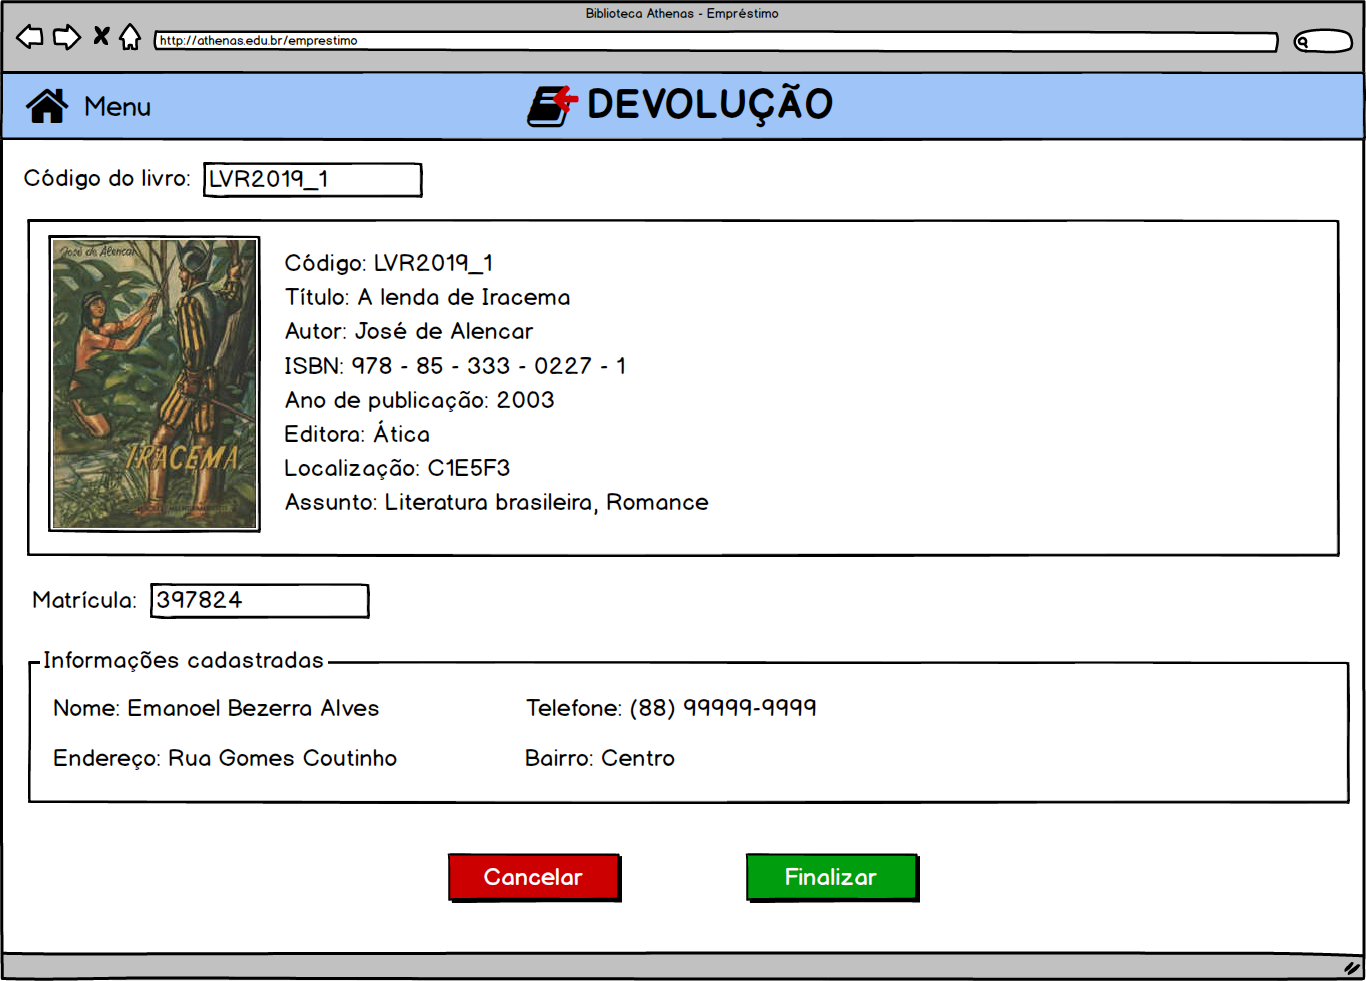 Biblioteca Athenas - Empréstimo
http://athenas.edu.br/emprestimo
Menu
DEVOLUÇÃO
Código do livro: LVR2019_1
José de Alencar
IRACEMA
Código: LVR2019_1
Título: A lenda de Iracema
Autor: José de Alencar
ISBN: 978 - 85 - 333 - 0227 - 1
Ano de publicação: 2003
Editora: Ática
Localização: C1E5F3
Assunto: Literatura brasileira, Romance
Matrícula: 397824
Informações cadastradas
Nome: Emanoel Bezerra Alves
Telefone: (88) 99999-9999
Endereço: Rua Gomes Coutinho
Bairro: Centro
Cancelar
Finalizar